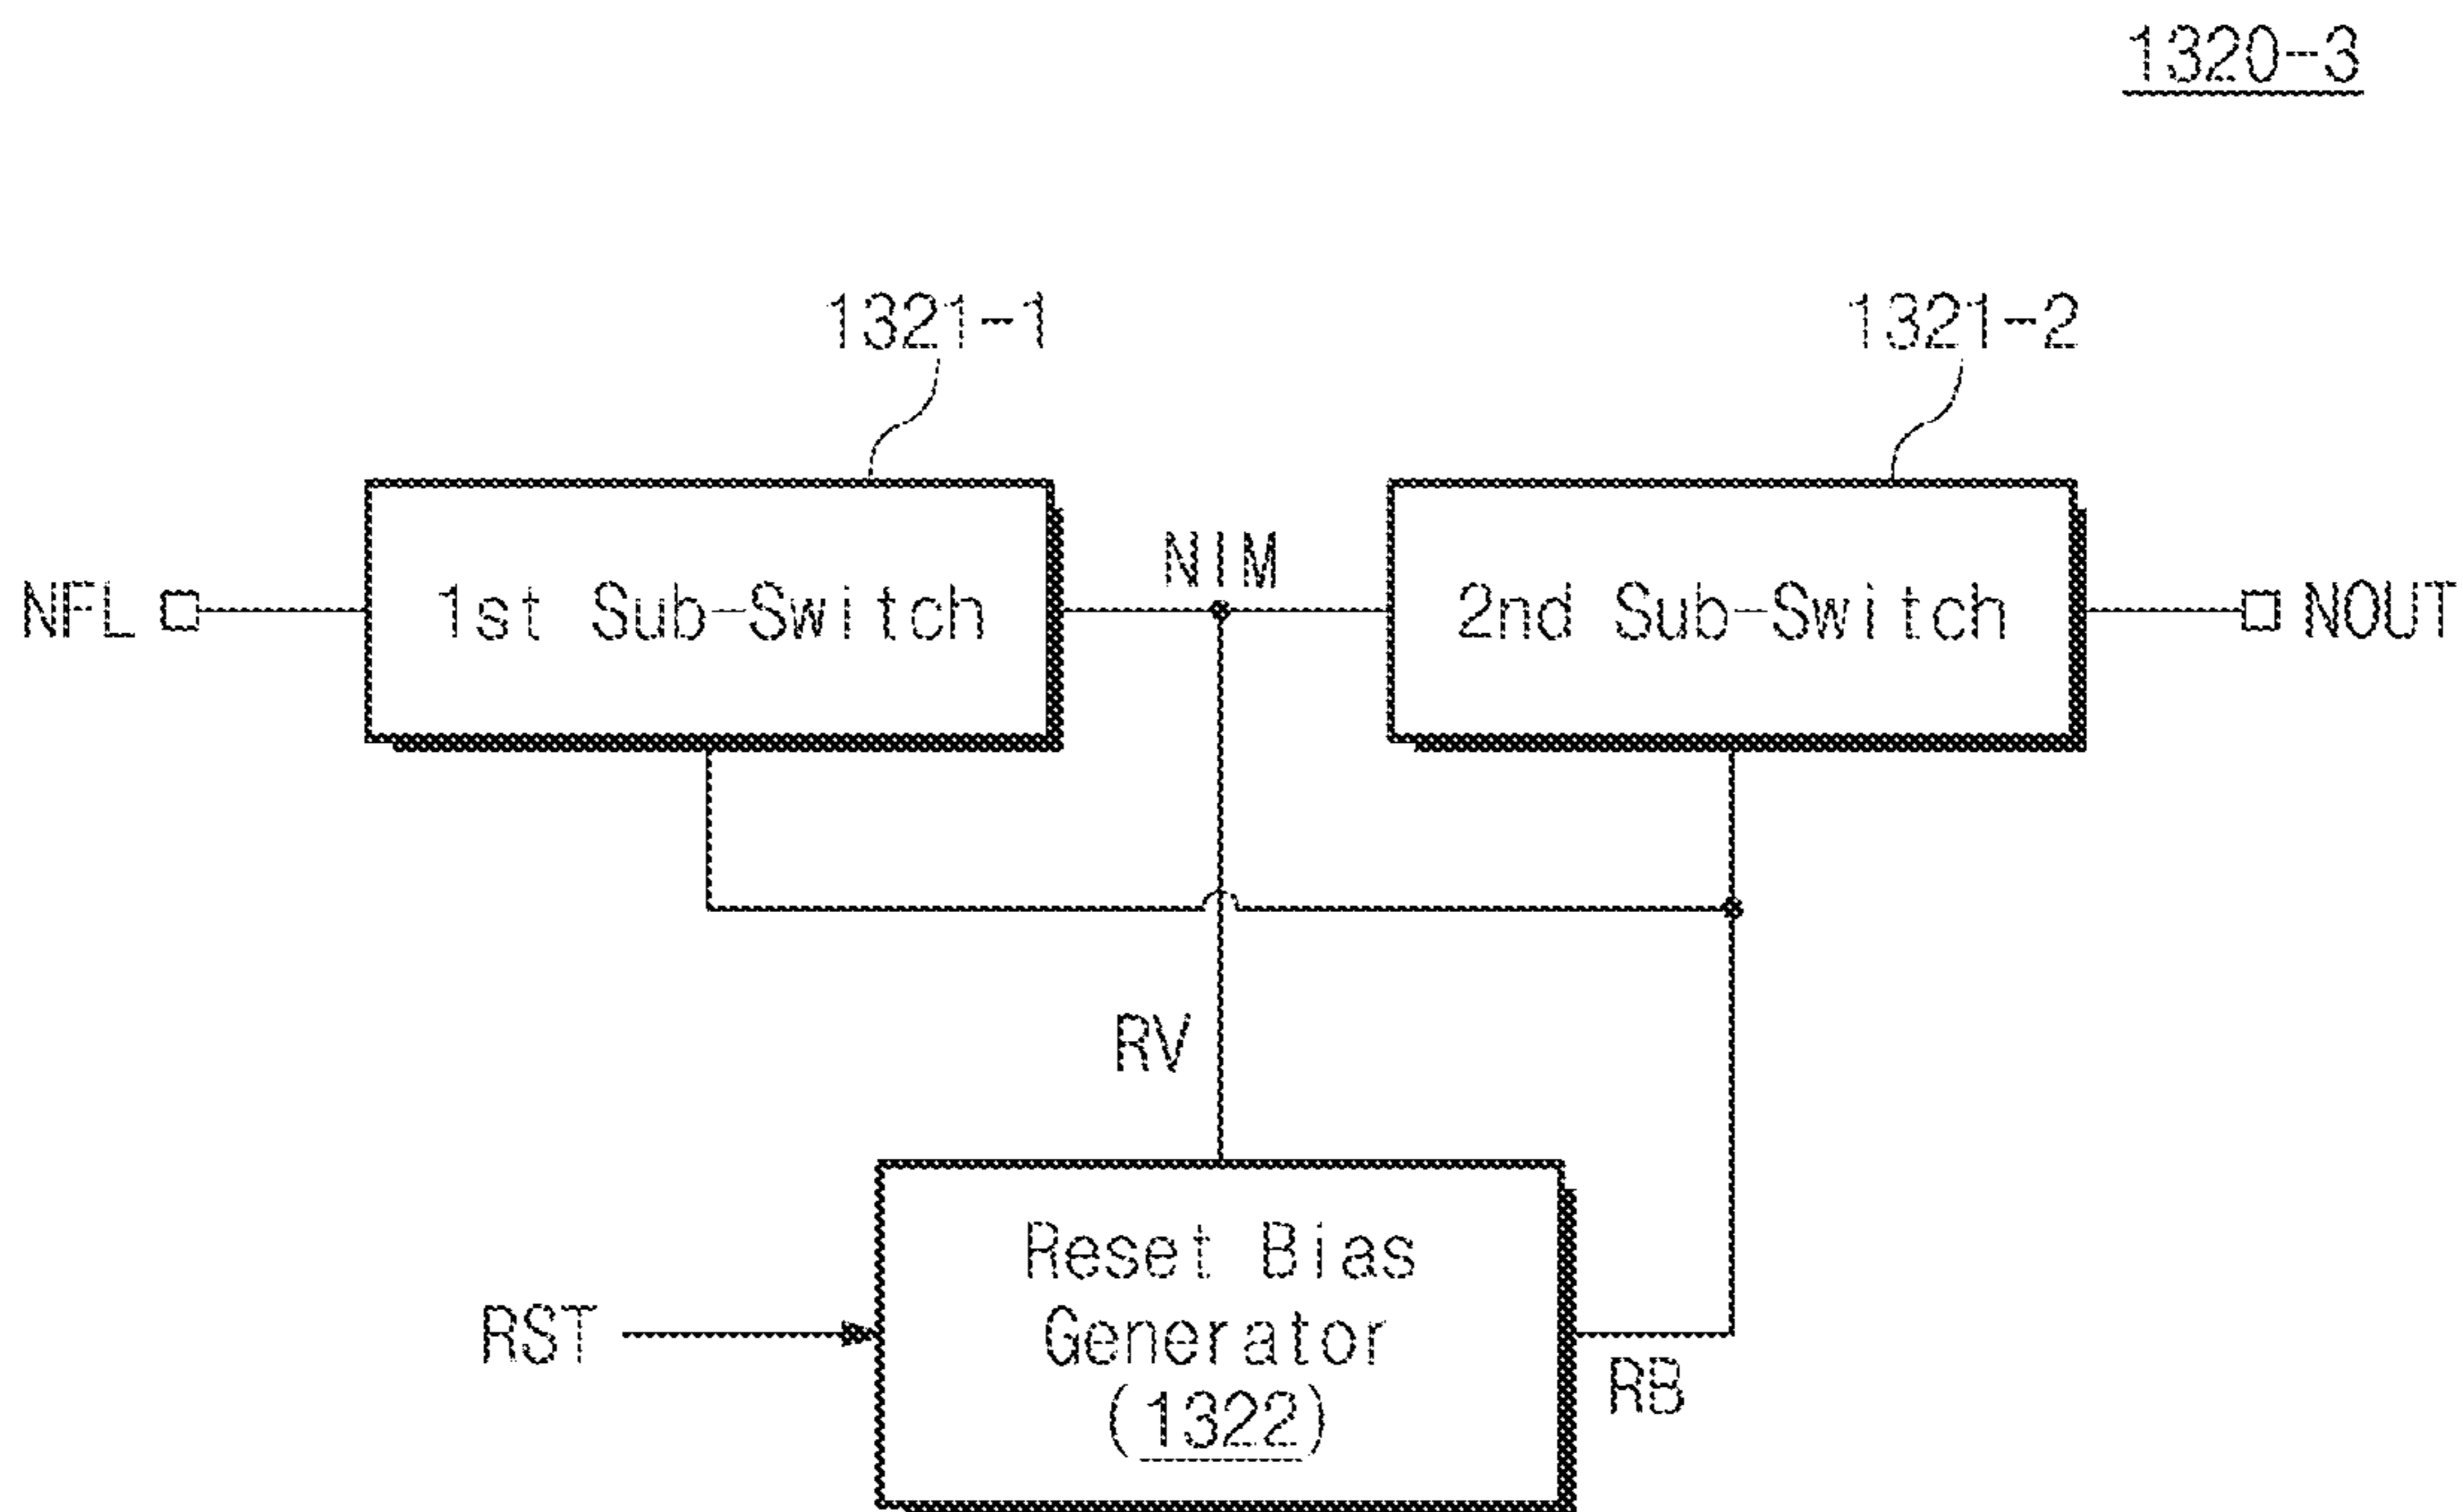 1320-3
1321-1
1321-2
NFL
1st Sub-Switch
NIM
2nd Sub-Switch
NOUT
RV
Reset Bias
Generator
(1322)
RST
RB